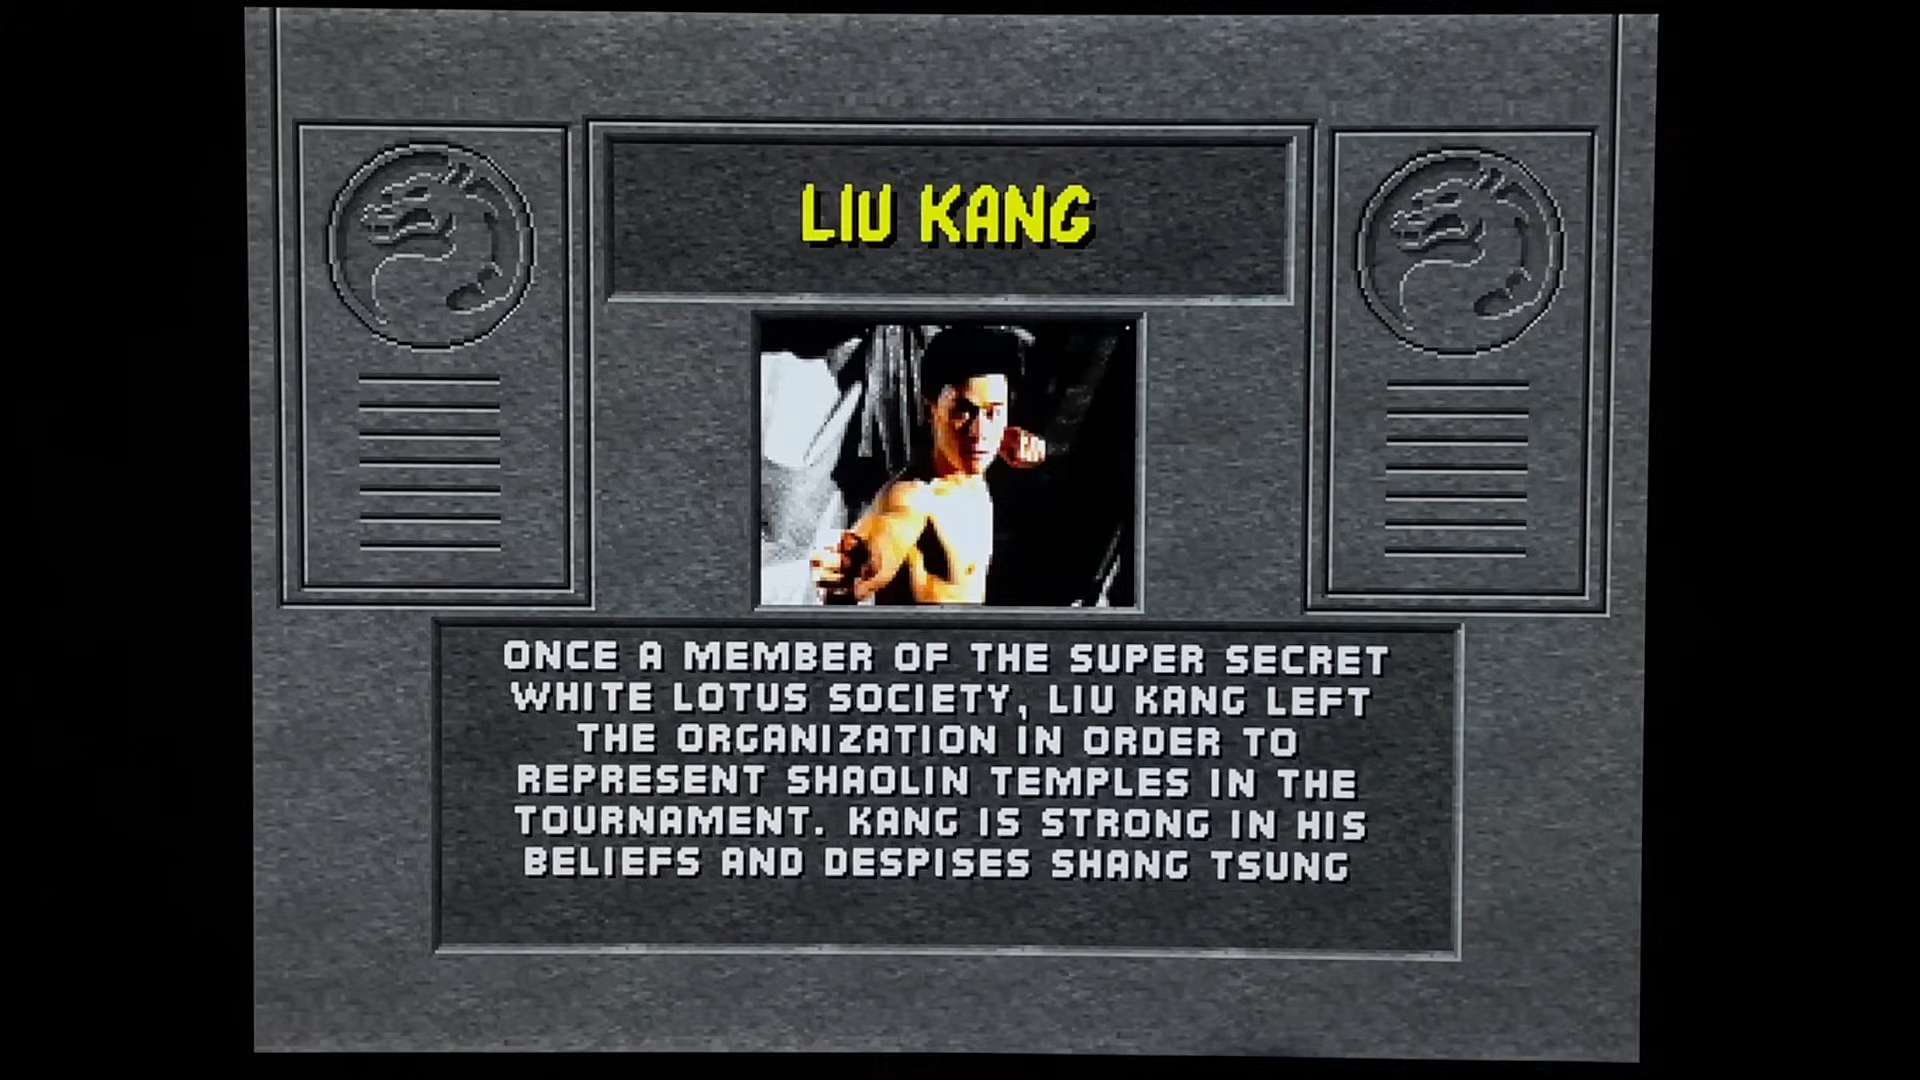 LIU KANG
ONCE A MEMBER OF THE SUPER SECRET
WHITE LOTUS SOCIETY, LIU KANG LEFT
THE ORGANIZATION IN ORDER TO
REPRESENT SHAOLIN TEMPLES IN THE
TOURNAMENT. KANG IS STRONG IN HIS
BELIEFS AND DESPISES SHANG TSUNG